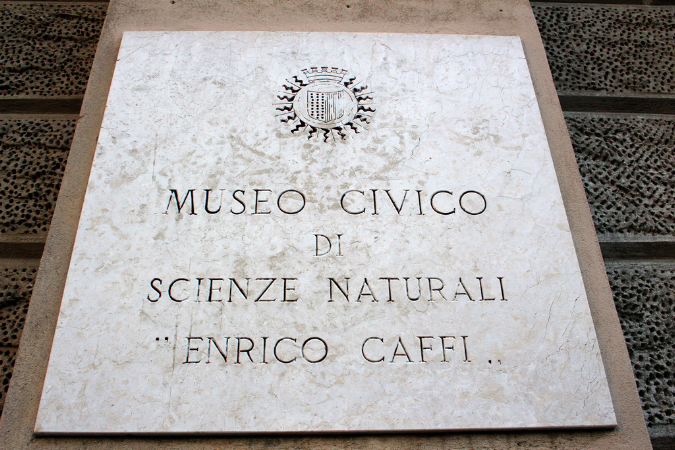 MUSEO CIVICO
DI
SCIENZE NATURALI
"ENRICO CAFFI„